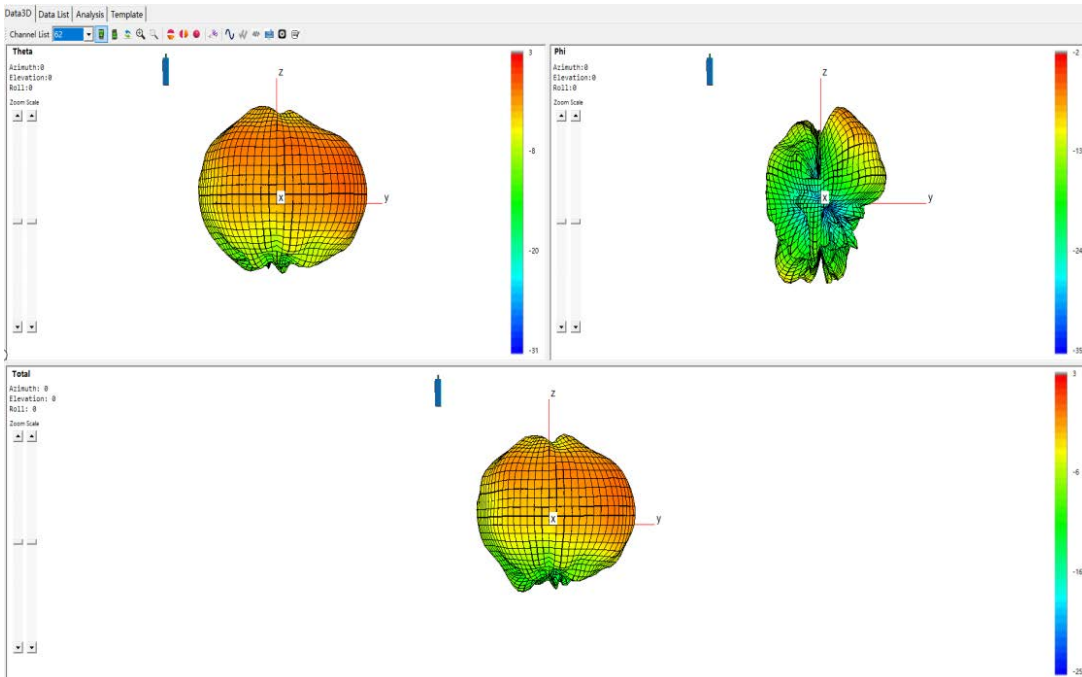 Data3D Data List Analysis Template
Channel List 62
Theta
Azimuth:0
Elevation:0
Roll:0
Zoom Scale
z
y
x
3
-8
-20
-31
Phi
Azimuth:0
Elevation:0
Roll:0
Zoom Scale
z
y
x
-2
-13
-24
-35
Total
Azimuth: 0
Elevation: 0
Roll: 0
Zoom Scale
z
y
x
3
-6
-16
-25